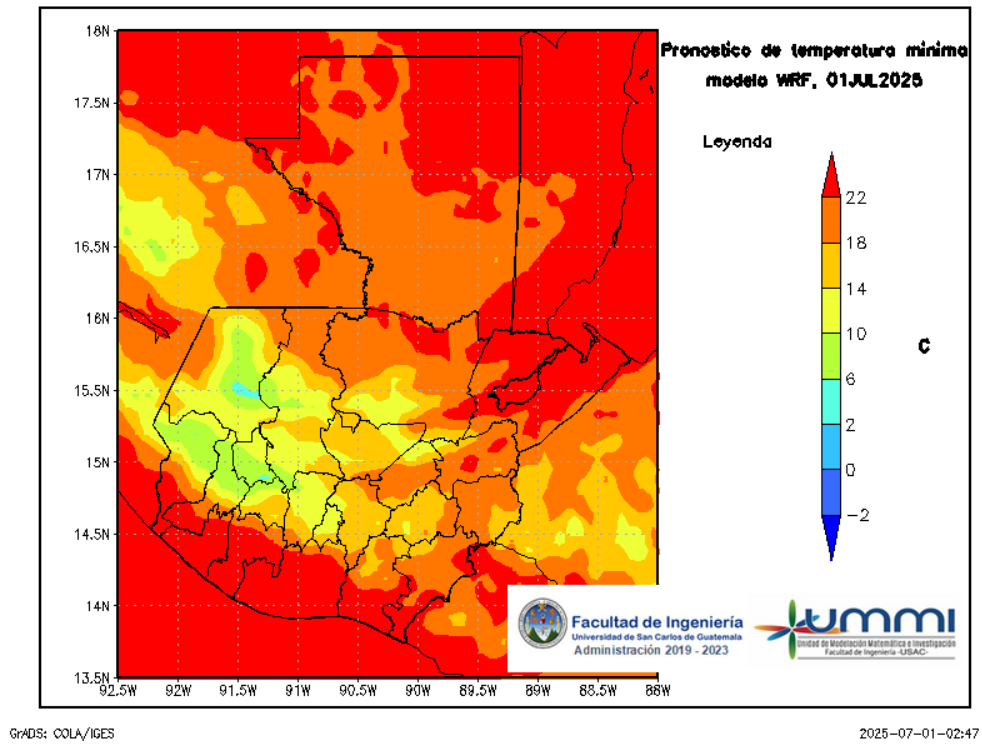 Pronostico de temperatura minima
modelo WRF, 01JUL2025
Leyenda
22
18
14
10
6
2
0
-2
C
18N
17.5N
17N
16.5N
16N
15.5N
15N
14.5N
14N
13.5N
92.5W 92W 91.5W 91W 90.5W 90W 89.5W 89W 88.5W 88W
Facultad de Ingeniería
Universidad de San Carlos de Guatemala
Administración 2019 - 2023
ummi
Unidad de Modelación Matemática e Investigación
Facultad de Ingeniería -USAC-
GrADS: COLA/IGES
2025-07-01-02:47